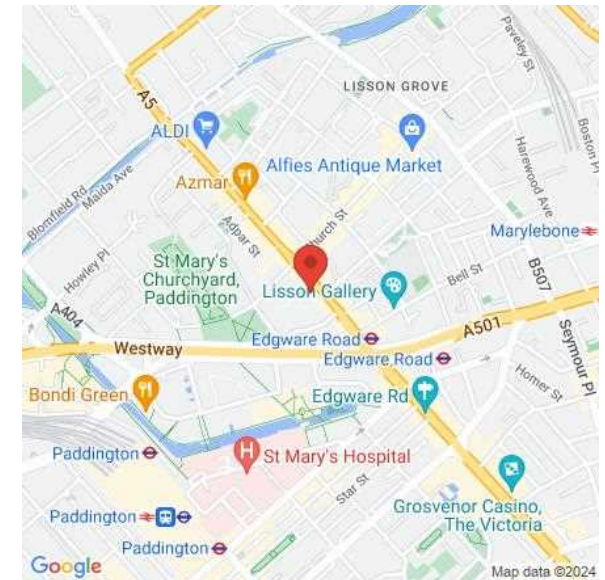 Paveley St
LISSON GROVE
A5
ALDI
Boston Pl
Alfies Antique Market
Harewood Ave
Azmar
Blomfield Rd
Maida Ave
Adpar St
Church St
Marylebone
Howley Pl
St Mary's
Churchyard,
Paddington
Bell St
B507
Lisson Gallery
A404
A501
Edgware Road
Westway
Edgware Road
Seymour Pl
Homer St
Bondi Green
Edgware Rd
Paddington
St Mary's Hospital
Star St
Grosvenor Casino,
The Victoria
Paddington
Paddington
Google
Map data ©2024